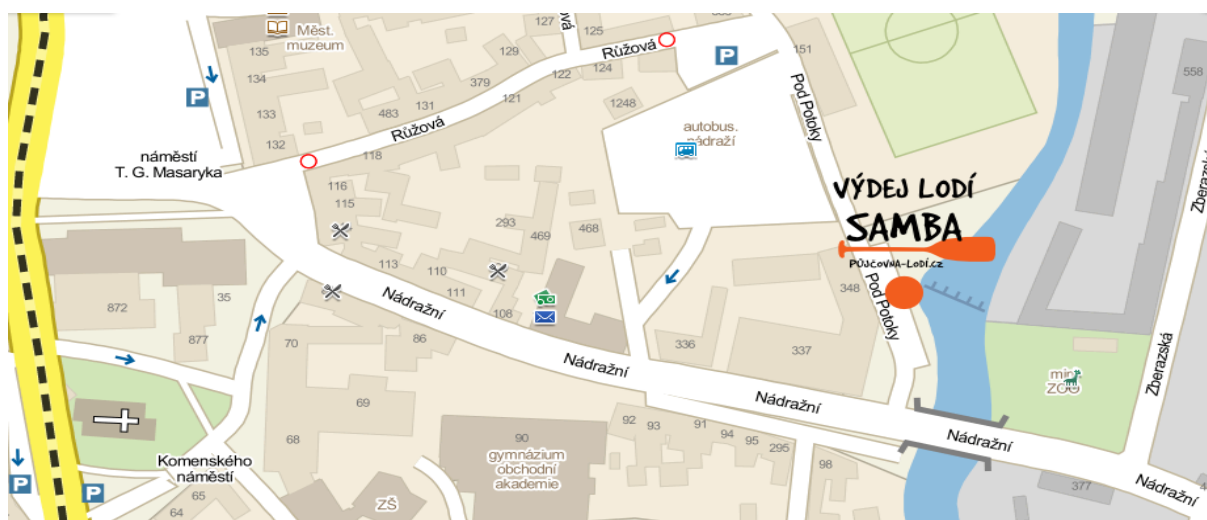 Měst.
muzeum
127
125
Růžová
135
129
151
134
379
122
124
558
133
483
131
121
1248
Růžová
132
118
autobus.
nádraží
Pod Potoky
náměstí
T. G. Masaryka
116
115
293
469
468
VÝDEJ LODÍ
SAMBA
PŮJČOVNA-LODÍ.CZ
Zberazská
113
110
111
108
348
Pod Potoky
872
35
877
Nádražní
86
70
336
337
Nádražní
mini
ZOO
Zberazská
69
Nádražní
68
92
93
91
94
95
295
Nádražní
90
gymnázium
obchodní
akademie
98
Komenského
náměstí
65
64
ZŠ
377
Nádražní
P
P
P
P